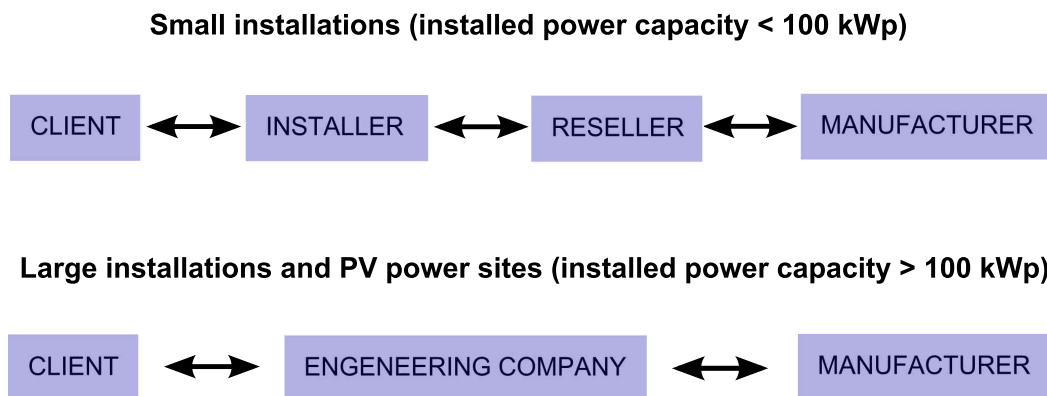 Small installations (installed power capacity < 100 kWp)
CLIENT INSTALLER RESELLER MANUFACTURER
Large installations and PV power sites (installed power capacity > 100 kWp)
CLIENT ENGENEERING COMPANY MANUFACTURER